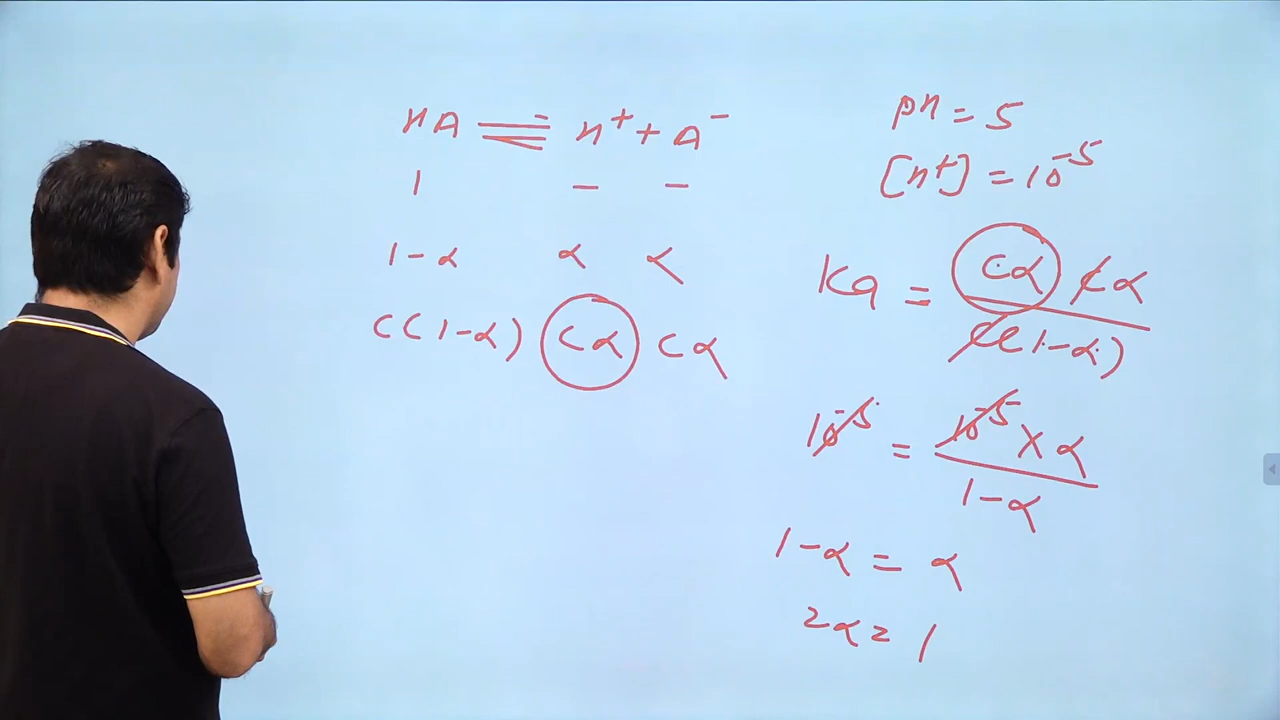 HA ⇌ H⁺ + A⁻
1 – –
1-α α α
C(1-α) Cα Cα
pH = 5
[H⁺] = 10⁻⁵
Ka = Cα Cα / C(1-α)
10⁻⁵ = 10⁻⁵ × α / 1-α
1-α = α
2α = 1